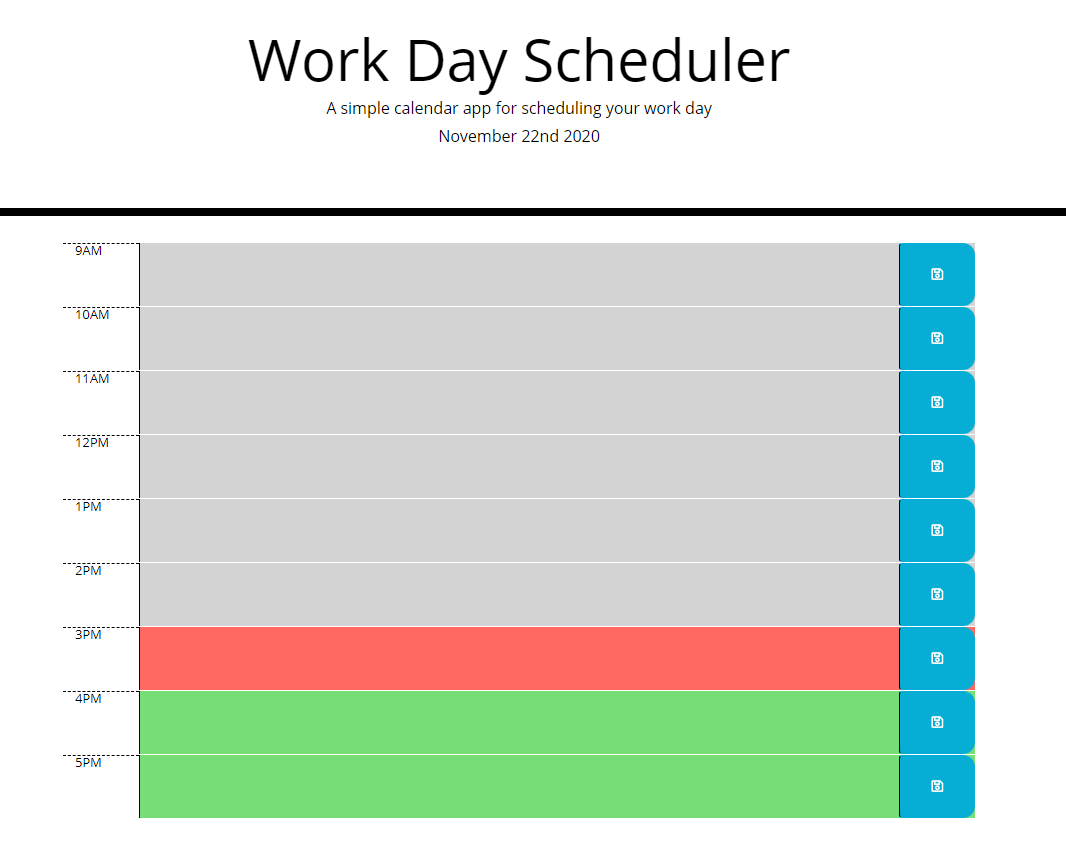 Work Day Scheduler
A simple calendar app for scheduling your work day
November 22nd 2020
9AM
10AM
11AM
12PM
1PM
2PM
3PM
4PM
5PM